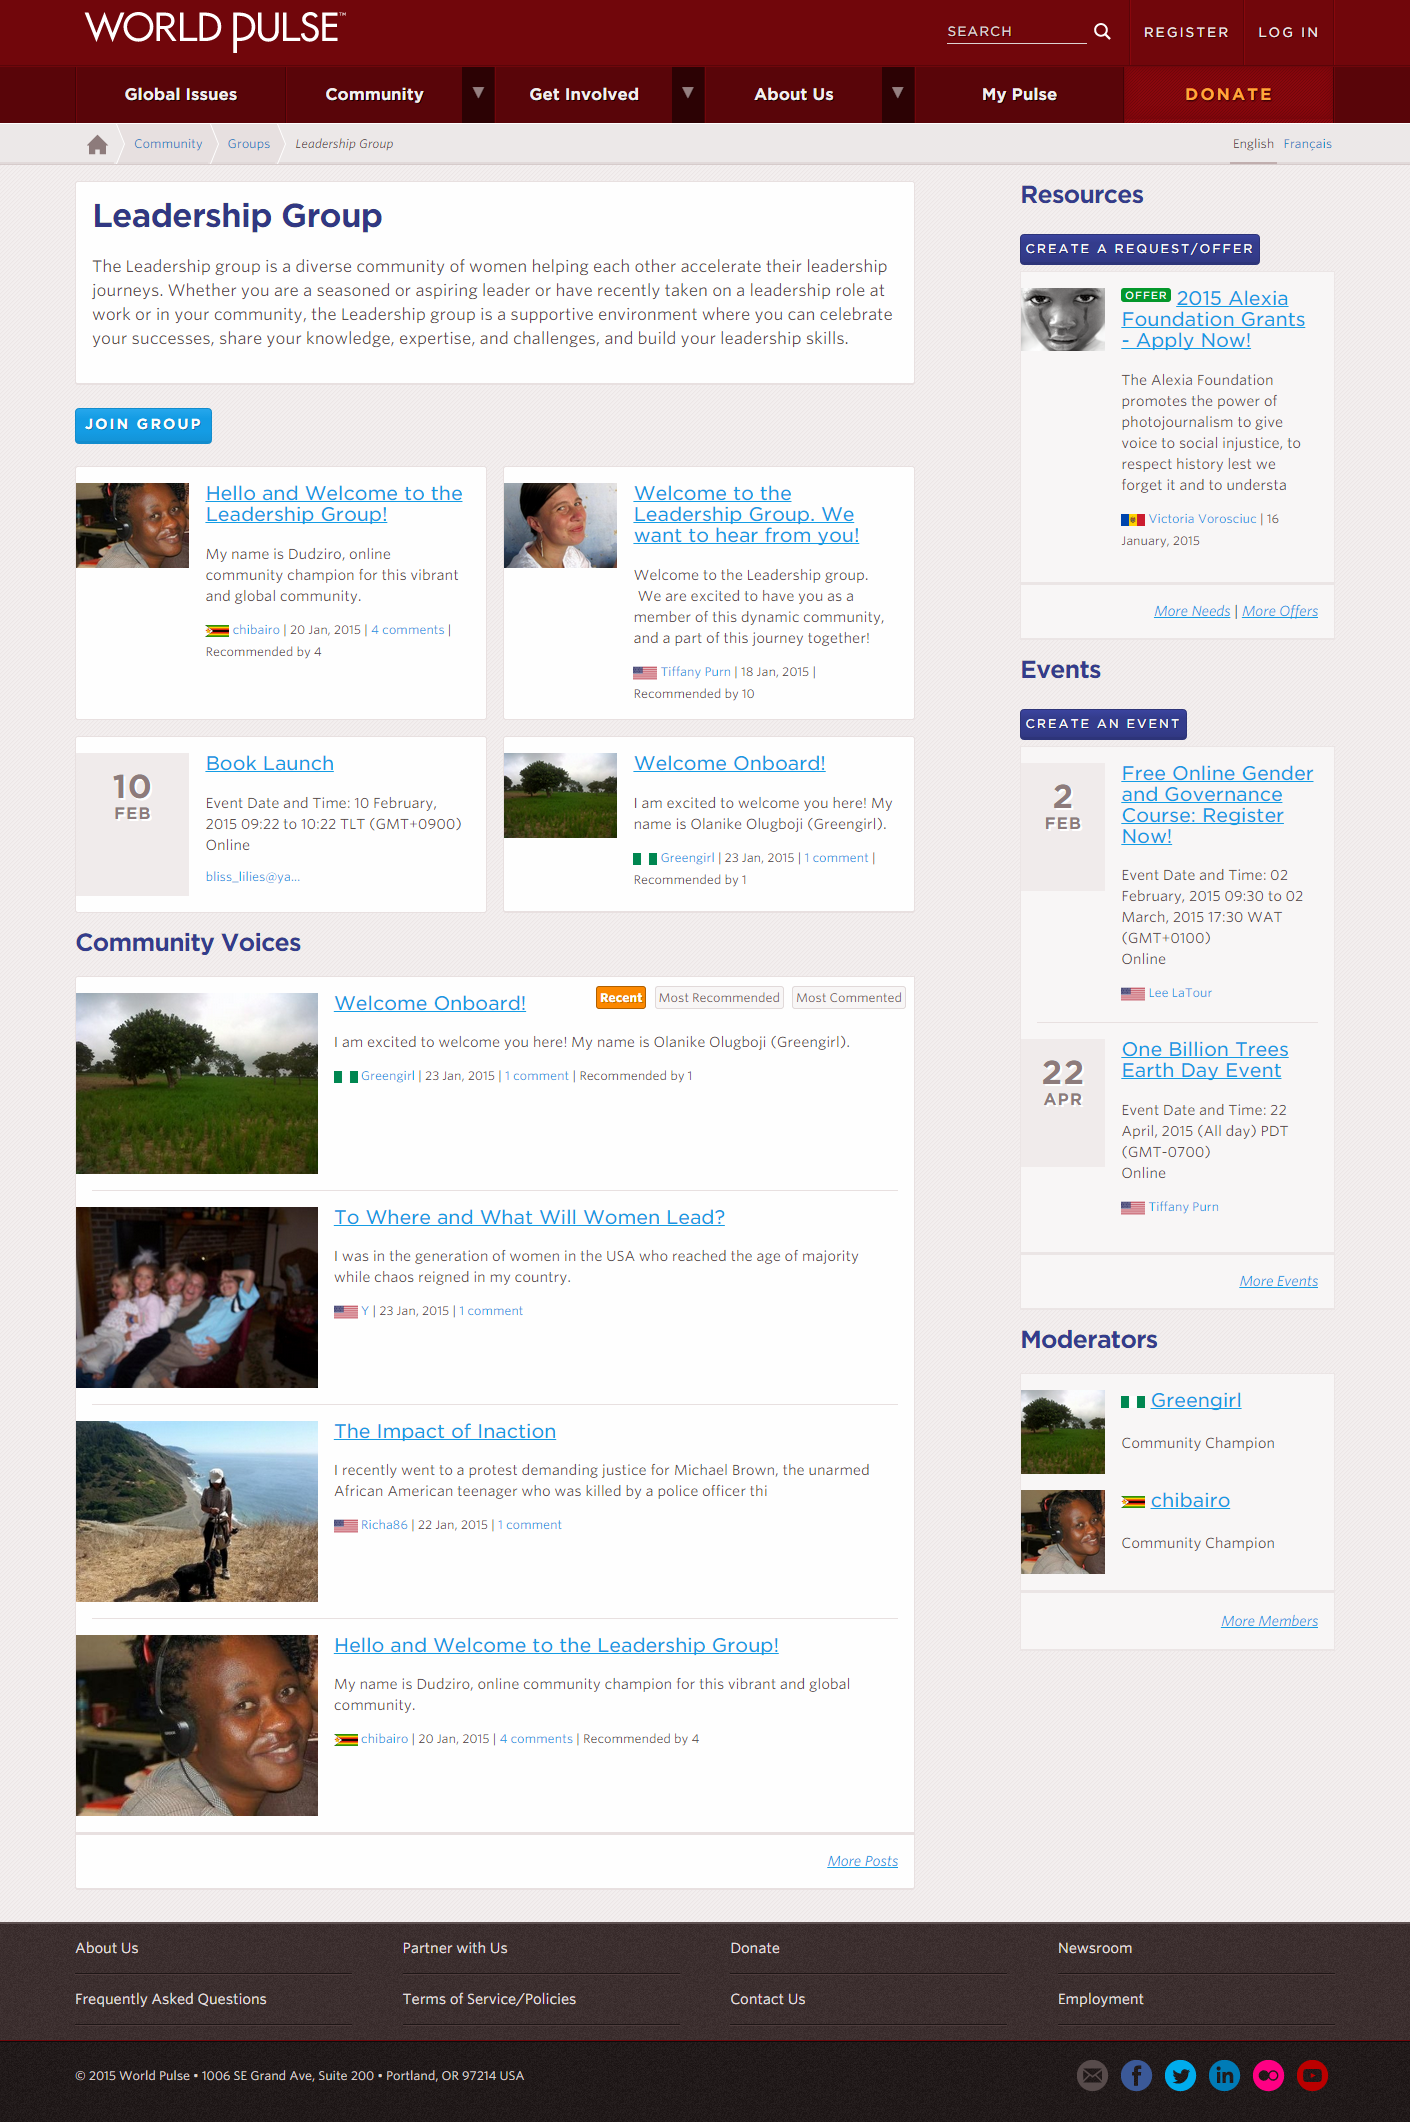 WORLD PULSE™
SEARCH
REGISTER
LOG IN
Global Issues
Community
Get Involved
About Us
My Pulse
DONATE
Community
Groups
Leadership Group
English
Français
Leadership Group
The Leadership group is a diverse community of women helping each other accelerate their leadership
journeys. Whether you are a seasoned or aspiring leader or have recently taken on a leadership role at
work or in your community, the Leadership group is a supportive environment where you can celebrate
your successes, share your knowledge, expertise, and challenges, and build your leadership skills.
JOIN GROUP
Hello and Welcome to the
Leadership Group!
My name is Dudziro, online
community champion for this vibrant
and global community.
chibairo | 20 Jan, 2015 | 4 comments |
Recommended by 4
Welcome to the
Leadership Group. We
want to hear from you!
Welcome to the Leadership group.
We are excited to have you as a
member of this dynamic community,
and a part of this journey together!
Tiffany Purn | 18 Jan, 2015 |
Recommended by 10
10
FEB
Book Launch
Event Date and Time: 10 February,
2015 09:22 to 10:22 TLT (GMT+0900)
Online
bliss_lilies@ya...
Welcome Onboard!
I am excited to welcome you here! My
name is Olanike Olugboji (Greengirl).
Greengirl | 23 Jan, 2015 | 1 comment |
Recommended by 1
Community Voices
Recent
Most Recommended
Most Commented
Welcome Onboard!
I am excited to welcome you here! My name is Olanike Olugboji (Greengirl).
Greengirl | 23 Jan, 2015 | 1 comment | Recommended by 1
To Where and What Will Women Lead?
I was in the generation of women in the USA who reached the age of majority
while chaos reigned in my country.
Y | 23 Jan, 2015 | 1 comment
The Impact of Inaction
I recently went to a protest demanding justice for Michael Brown, the unarmed
African American teenager who was killed by a police officer thi
Richa86 | 22 Jan, 2015 | 1 comment
Hello and Welcome to the Leadership Group!
My name is Dudziro, online community champion for this vibrant and global
community.
chibairo | 20 Jan, 2015 | 4 comments | Recommended by 4
More Posts
Resources
CREATE A REQUEST/OFFER
OFFER 2015 Alexia
Foundation Grants
- Apply Now!
The Alexia Foundation
promotes the power of
photojournalism to give
voice to social injustice, to
respect history lest we
forget it and to understa
Victoria Vorosciuc | 16
January, 2015
More Needs | More Offers
Events
CREATE AN EVENT
2
FEB
Free Online Gender
and Governance
Course: Register
Now!
Event Date and Time: 02
February, 2015 09:30 to 02
March, 2015 17:30 WAT
(GMT+0100)
Online
Lee LaTour
22
APR
One Billion Trees
Earth Day Event
Event Date and Time: 22
April, 2015 (All day) PDT
(GMT-0700)
Online
Tiffany Purn
More Events
Moderators
Greengirl
Community Champion
chibairo
Community Champion
More Members
About Us
Partner with Us
Donate
Newsroom
Frequently Asked Questions
Terms of Service/Policies
Contact Us
Employment
© 2015 World Pulse • 1006 SE Grand Ave, Suite 200 • Portland, OR 97214 USA